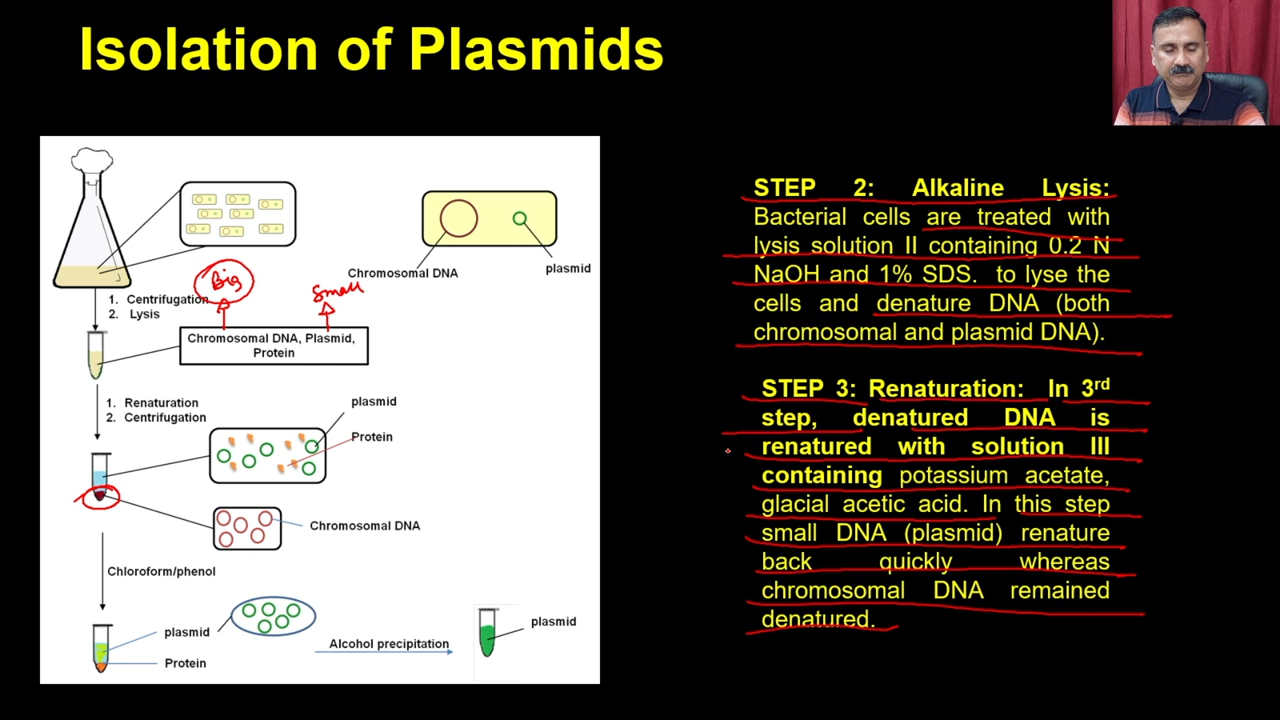 Isolation of Plasmids
Chromosomal DNA
plasmid
Big
Small
1. Centrifugation
2. Lysis
Chromosomal DNA, Plasmid,
Protein
1. Renaturation
2. Centrifugation
plasmid
Protein
Chromosomal DNA
Chloroform/phenol
plasmid
Protein
Alcohol precipitation
plasmid
STEP 2: Alkaline Lysis:
Bacterial cells are treated with
lysis solution II containing 0.2 N
NaOH and 1% SDS. to lyse the
cells and denature DNA (both
chromosomal and plasmid DNA).
STEP 3: Renaturation: In 3rd
step, denatured DNA is
renatured with solution III
containing potassium acetate,
glacial acetic acid. In this step
small DNA (plasmid) renature
back quickly whereas
chromosomal DNA remained
denatured.